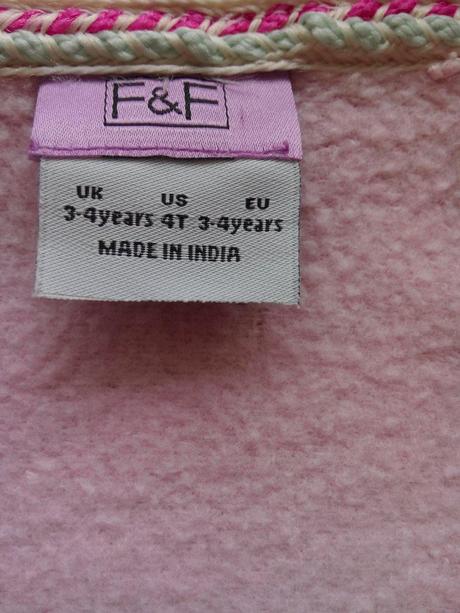 F&F
UK US EU
3-4years 4T 3-4years
MADE IN INDIA